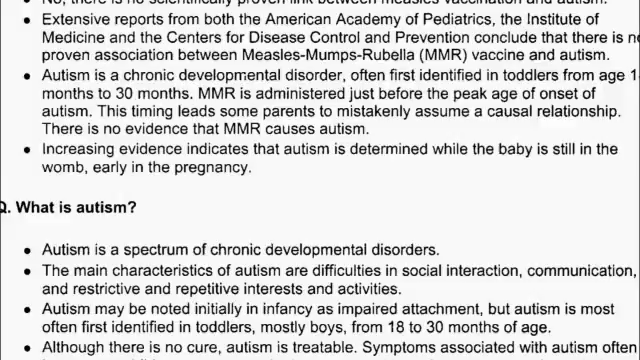 No, there is no scientifically proven link between measles vaccination and autism.
• Extensive reports from both the American Academy of Pediatrics, the Institute of
Medicine and the Centers for Disease Control and Prevention conclude that there is no
proven association between Measles-Mumps-Rubella (MMR) vaccine and autism.
• Autism is a chronic developmental disorder, often first identified in toddlers from age 1
months to 30 months. MMR is administered just before the peak age of onset of
autism. This timing leads some parents to mistakenly assume a causal relationship.
There is no evidence that MMR causes autism.
• Increasing evidence indicates that autism is determined while the baby is still in the
womb, early in the pregnancy.
Q. What is autism?
• Autism is a spectrum of chronic developmental disorders.
• The main characteristics of autism are difficulties in social interaction, communication,
and restrictive and repetitive interests and activities.
• Autism may be noted initially in infancy as impaired attachment, but autism is most
often first identified in toddlers, mostly boys, from 18 to 30 months of age.
• Although there is no cure, autism is treatable. Symptoms associated with autism often